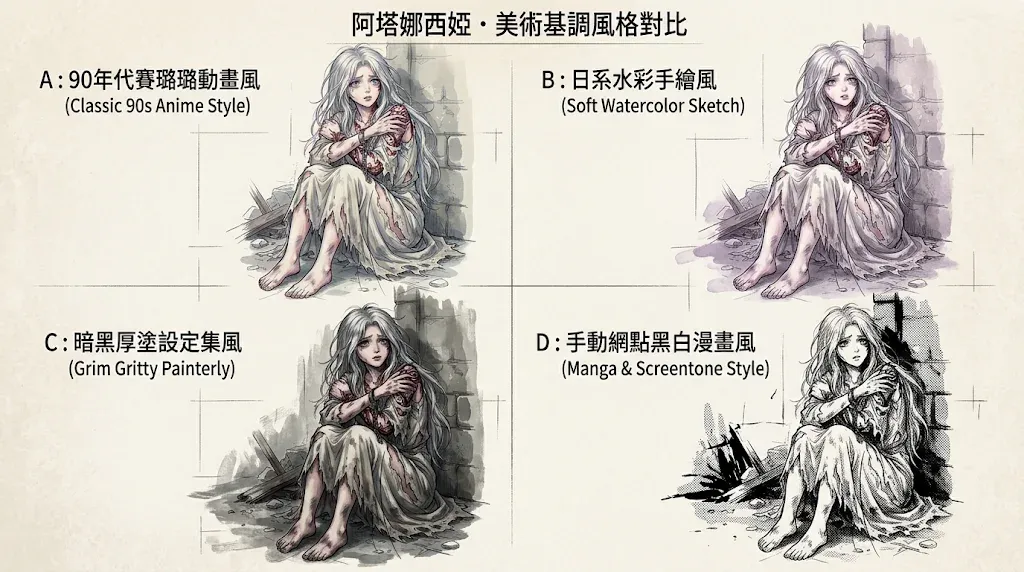 阿塔娜西婭・美術基調風格對比
A : 90年代賽璐璐動畫風
(Classic 90s Anime Style)
B : 日系水彩手繪風
(Soft Watercolor Sketch)
C : 暗黑厚塗設定集風
(Grim Gritty Painterly)
D : 手動網點黑白漫畫風
(Manga & Screentone Style)